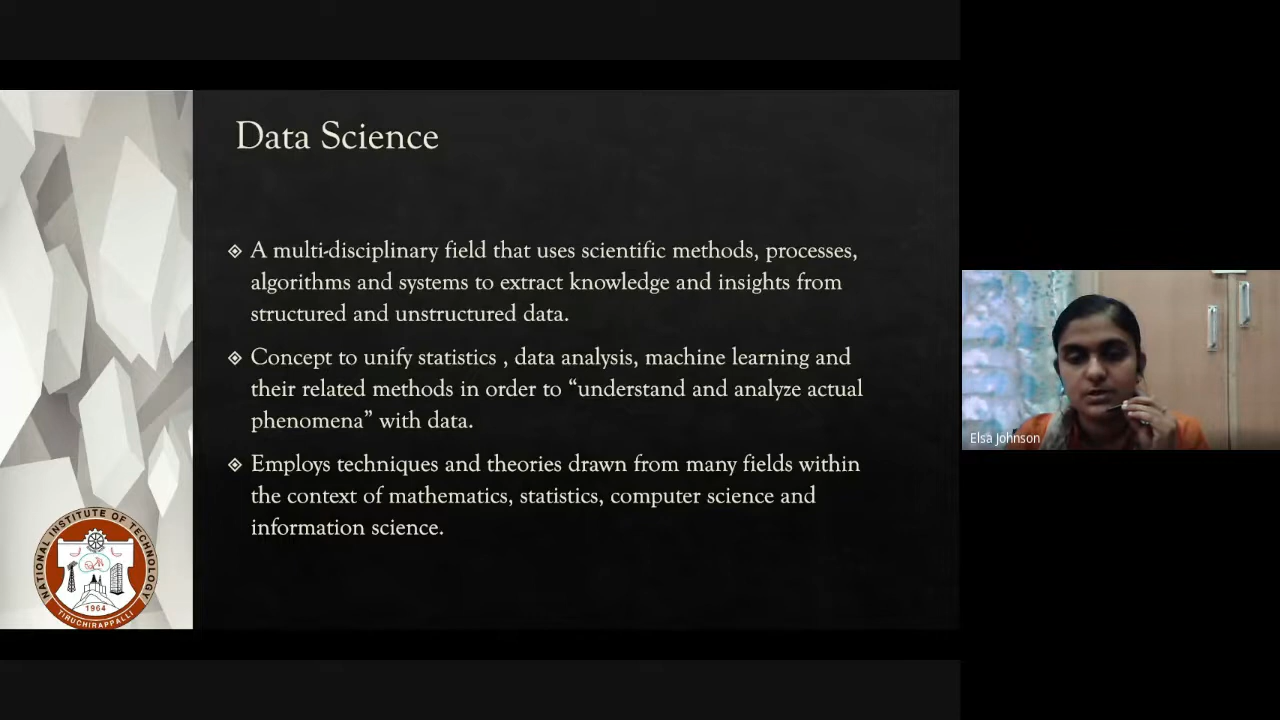 Data Science
A multi-disciplinary field that uses scientific methods, processes,
algorithms and systems to extract knowledge and insights from
structured and unstructured data.
Concept to unify statistics , data analysis, machine learning and
their related methods in order to “understand and analyze actual
phenomena” with data.
Employs techniques and theories drawn from many fields within
the context of mathematics, statistics, computer science and
information science.
NATIONAL INSTITUTE OF TECHNOLOGY
1964
TIRUCHIRAPPALLI
Elsa Johnson